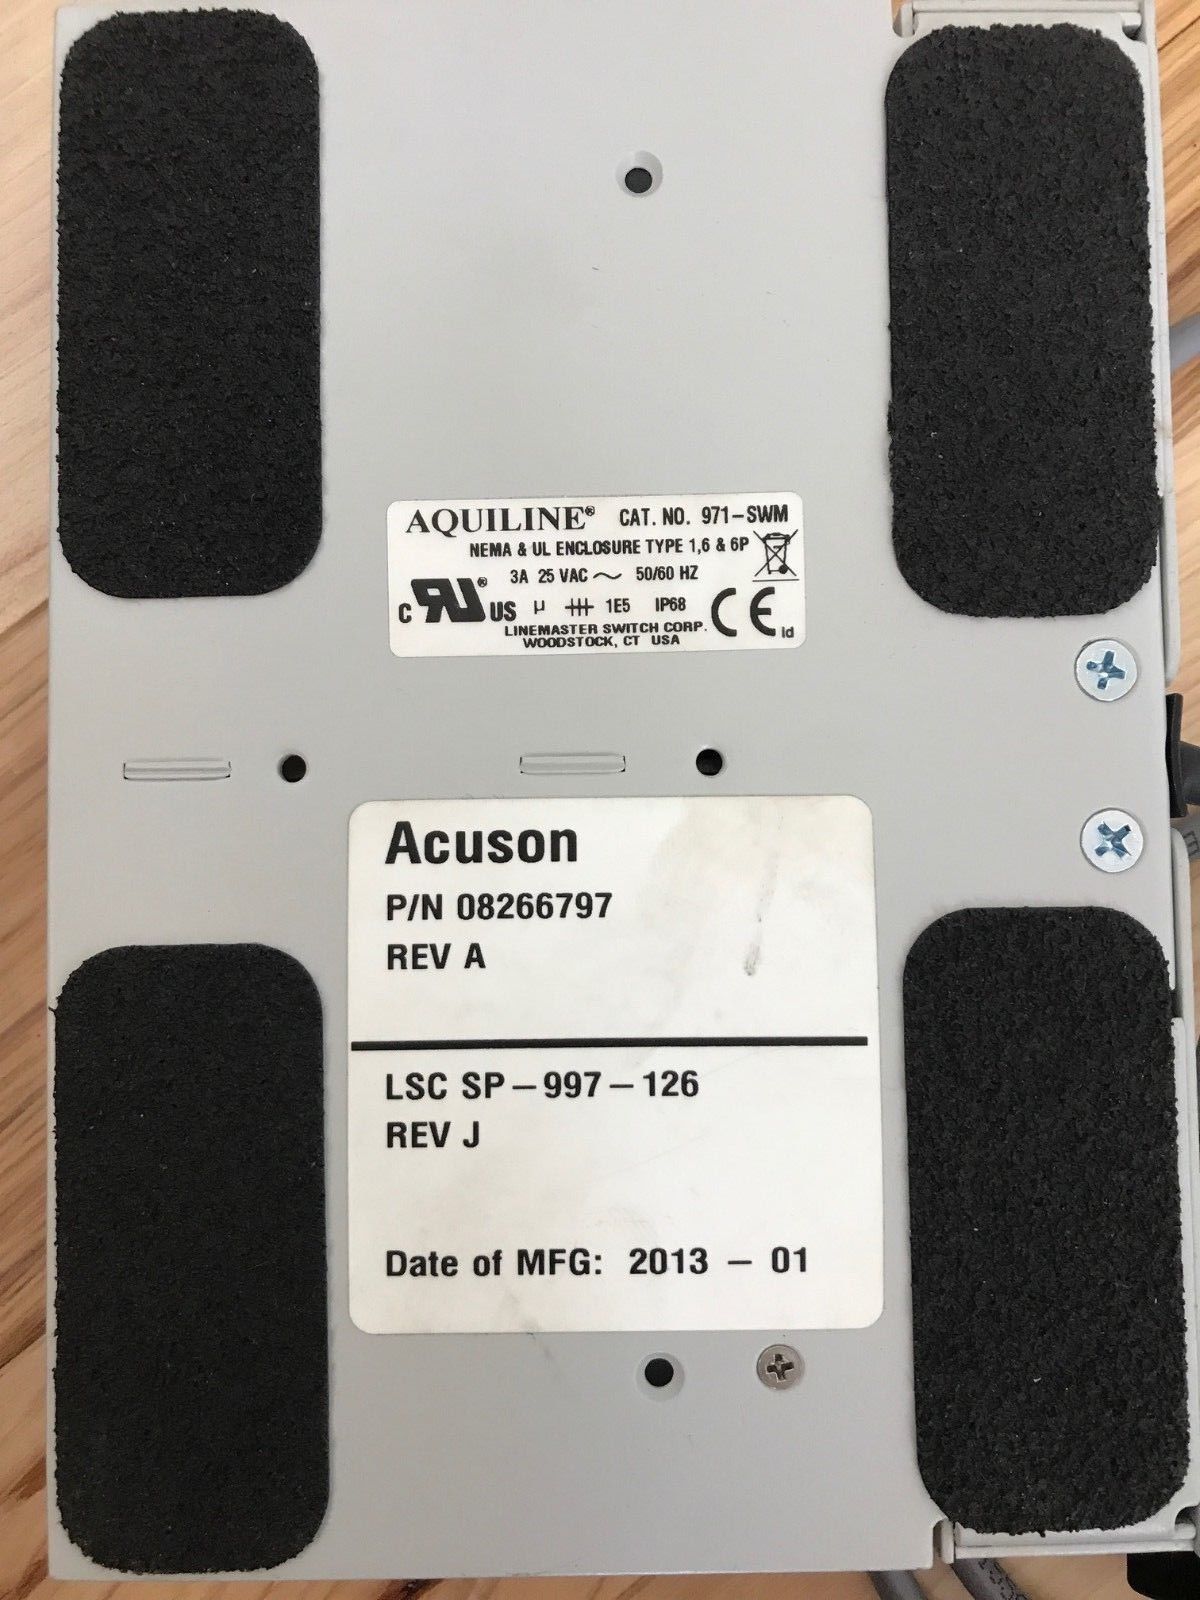 AQUILINE® CAT. NO. 971-SWM
NEMA & UL ENCLOSURE TYPE 1,6 & 6P
3A 25 VAC ~ 50/60 HZ
C RU® US µ 1E5 IP68 CE Id
LINEMASTER SWITCH CORP.
WOODSTOCK, CT USA
Acuson
P/N 08266797
REV A
LSC SP-997-126
REV J
Date of MFG: 2013 - 01